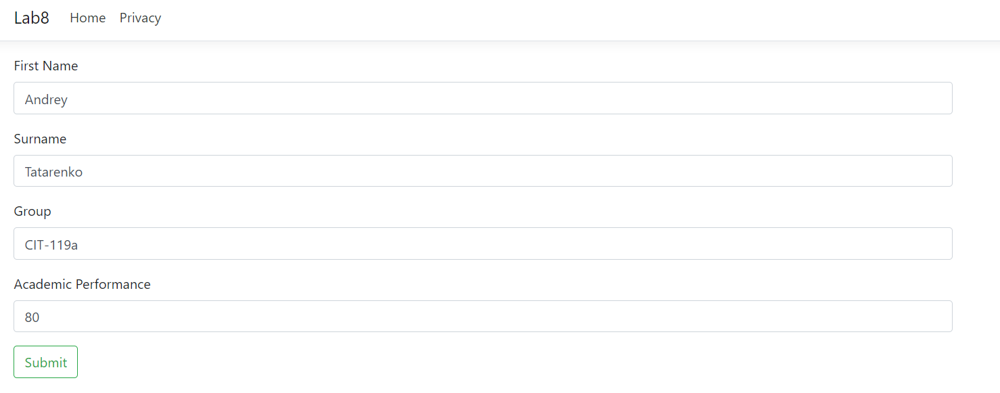 Lab8 Home Privacy
First Name
Andrey
Surname
Tatarenko
Group
CIT-119a
Academic Performance
80
Submit